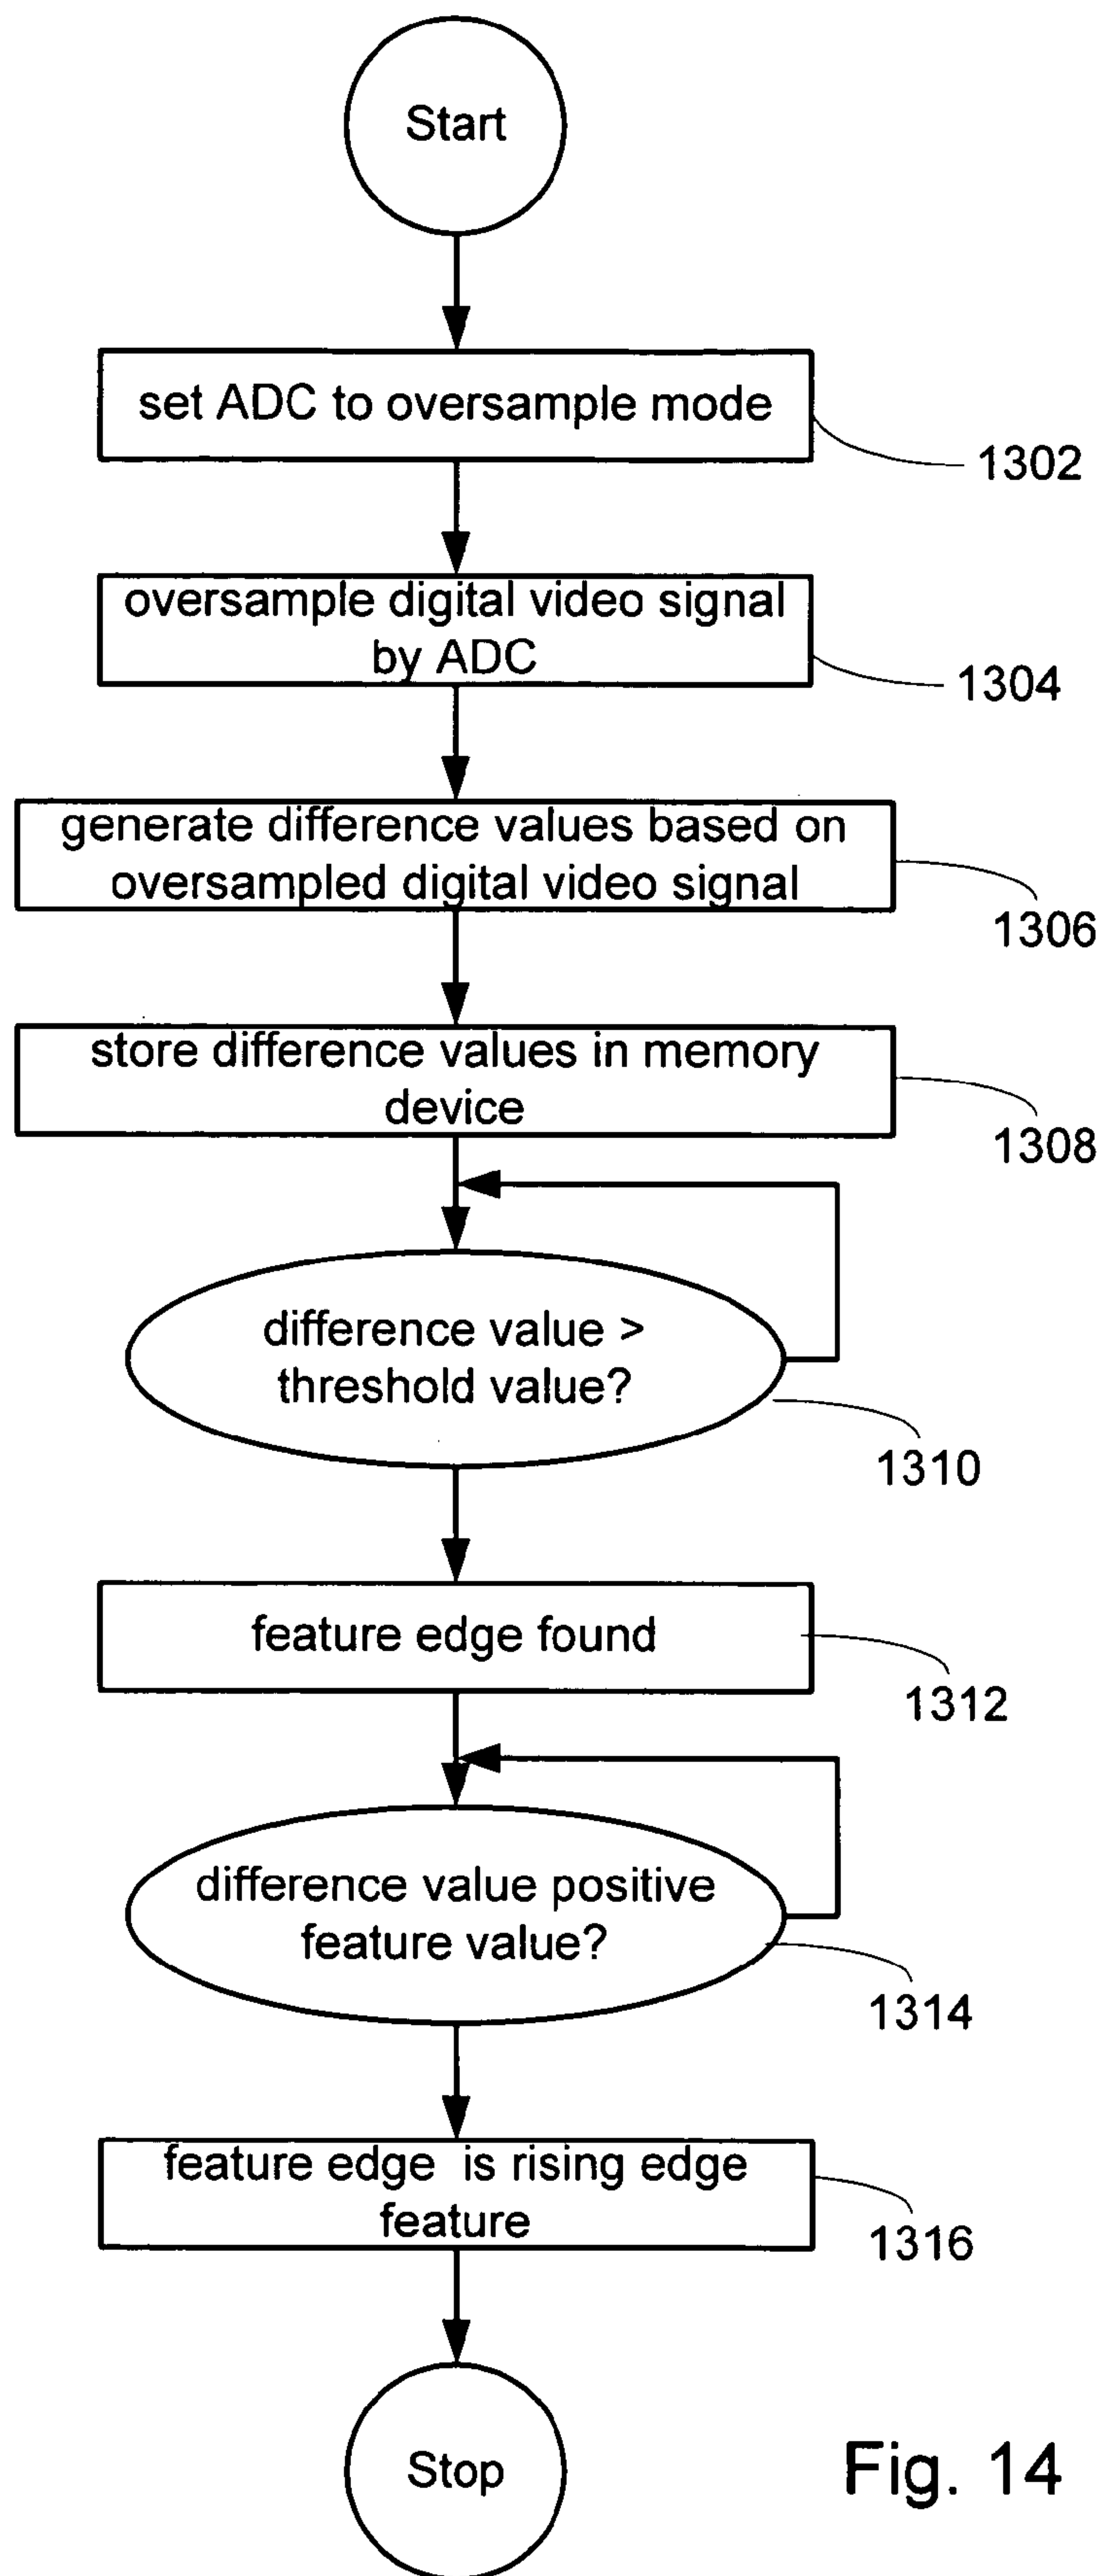 Start
set ADC to oversample mode
1302
oversample digital video signal
by ADC
1304
generate difference values based on
oversampled digital video signal
1306
store difference values in memory
device
1308
difference value >
threshold value?
1310
feature edge found
1312
difference value positive
feature value?
1314
feature edge  is rising edge
feature
1316
Stop
Fig. 14